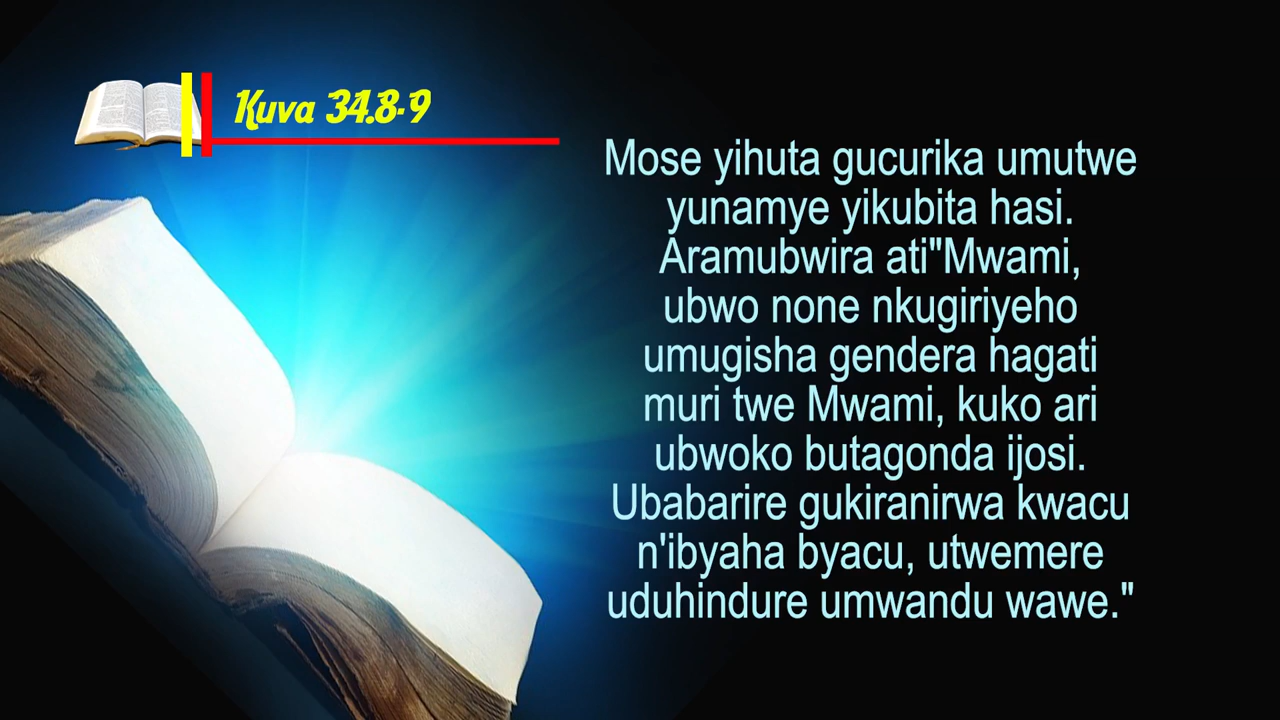 Kuva 34.8-9
Mose yihuta gucurika umutwe
yunamye yikubita hasi.
Aramubwira ati"Mwami,
ubwo none nkugiriyeho
umugisha gendera hagati
muri twe Mwami, kuko ari
ubwoko butagonda ijosi.
Ubabarire gukiranirwa kwacu
n'ibyaha byacu, utwemere
uduhindure umwandu wawe."